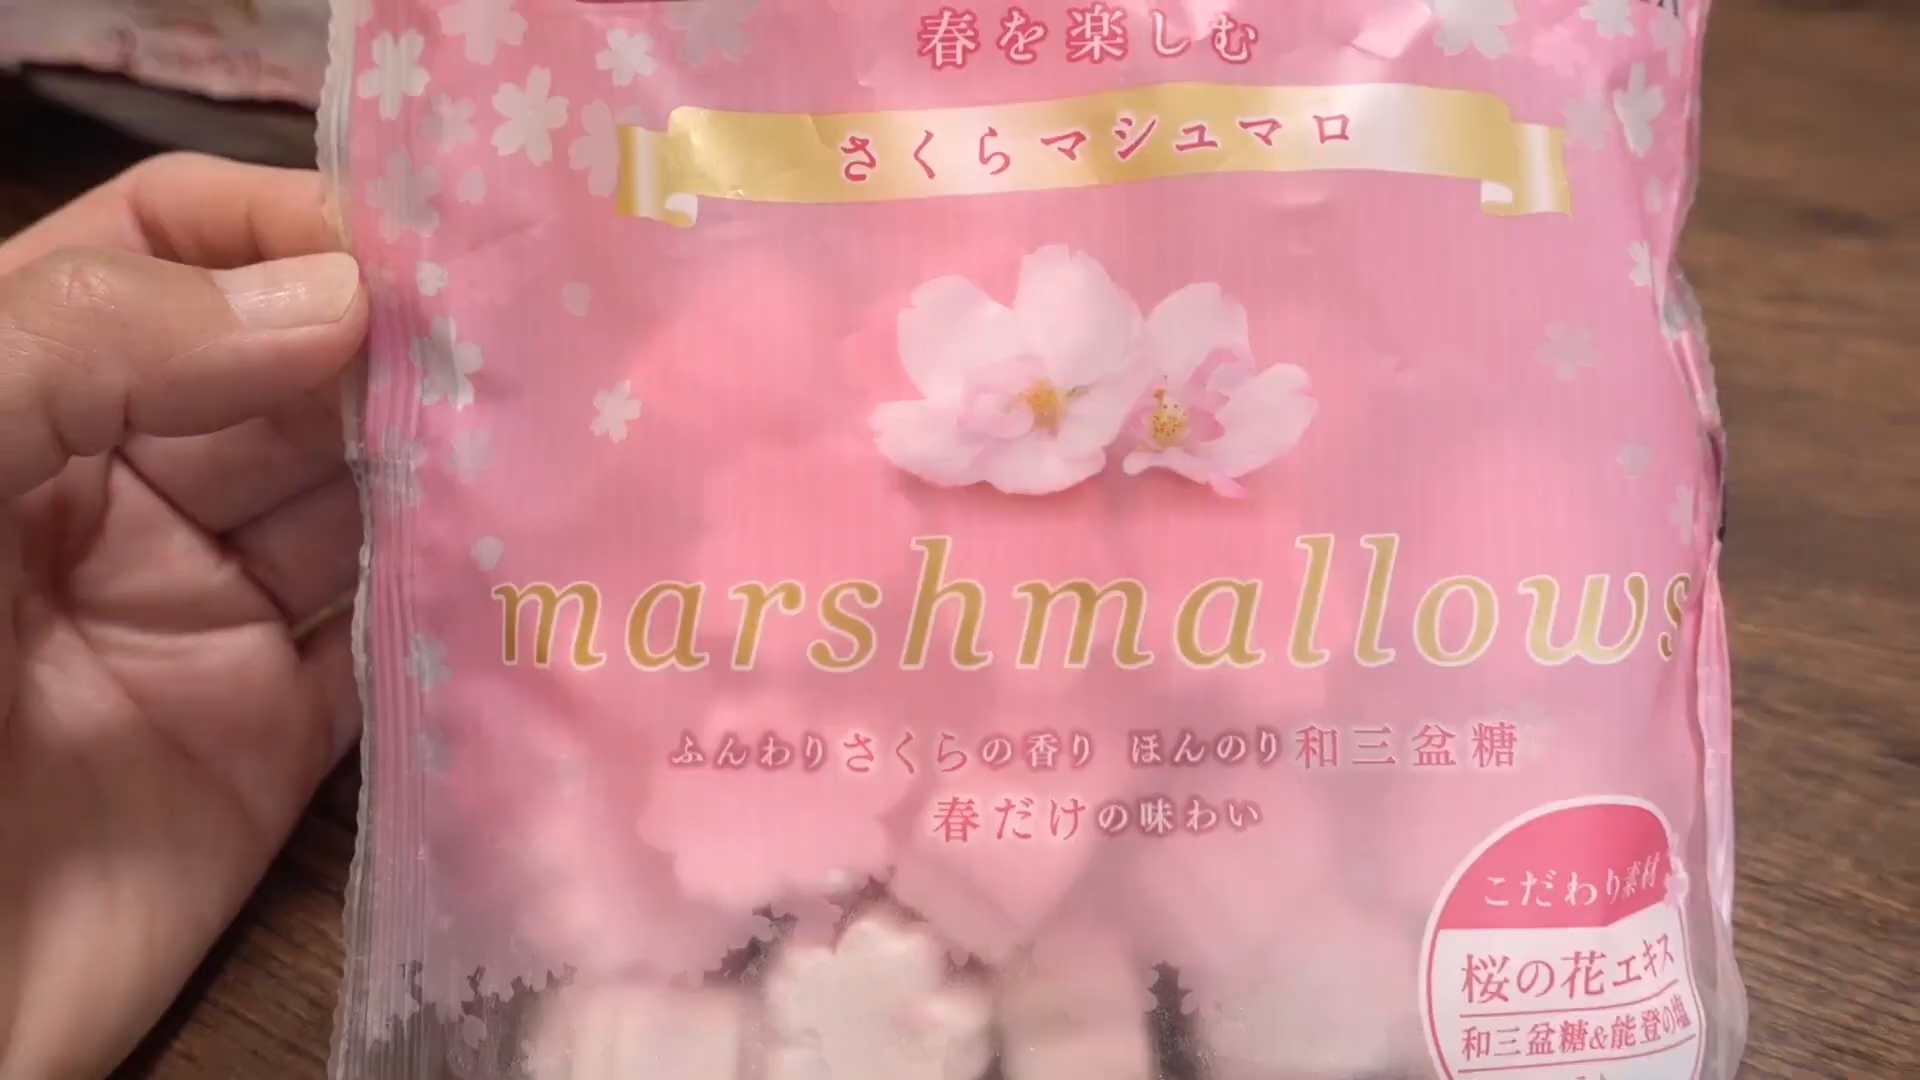 春を楽しむ
さくらマシュマロ
marshmallows
ふんわりさくらの香り ほんのり和三盆糖
春だけの味わい
こだわり素材
桜の花エキス
和三盆糖&能登の塩